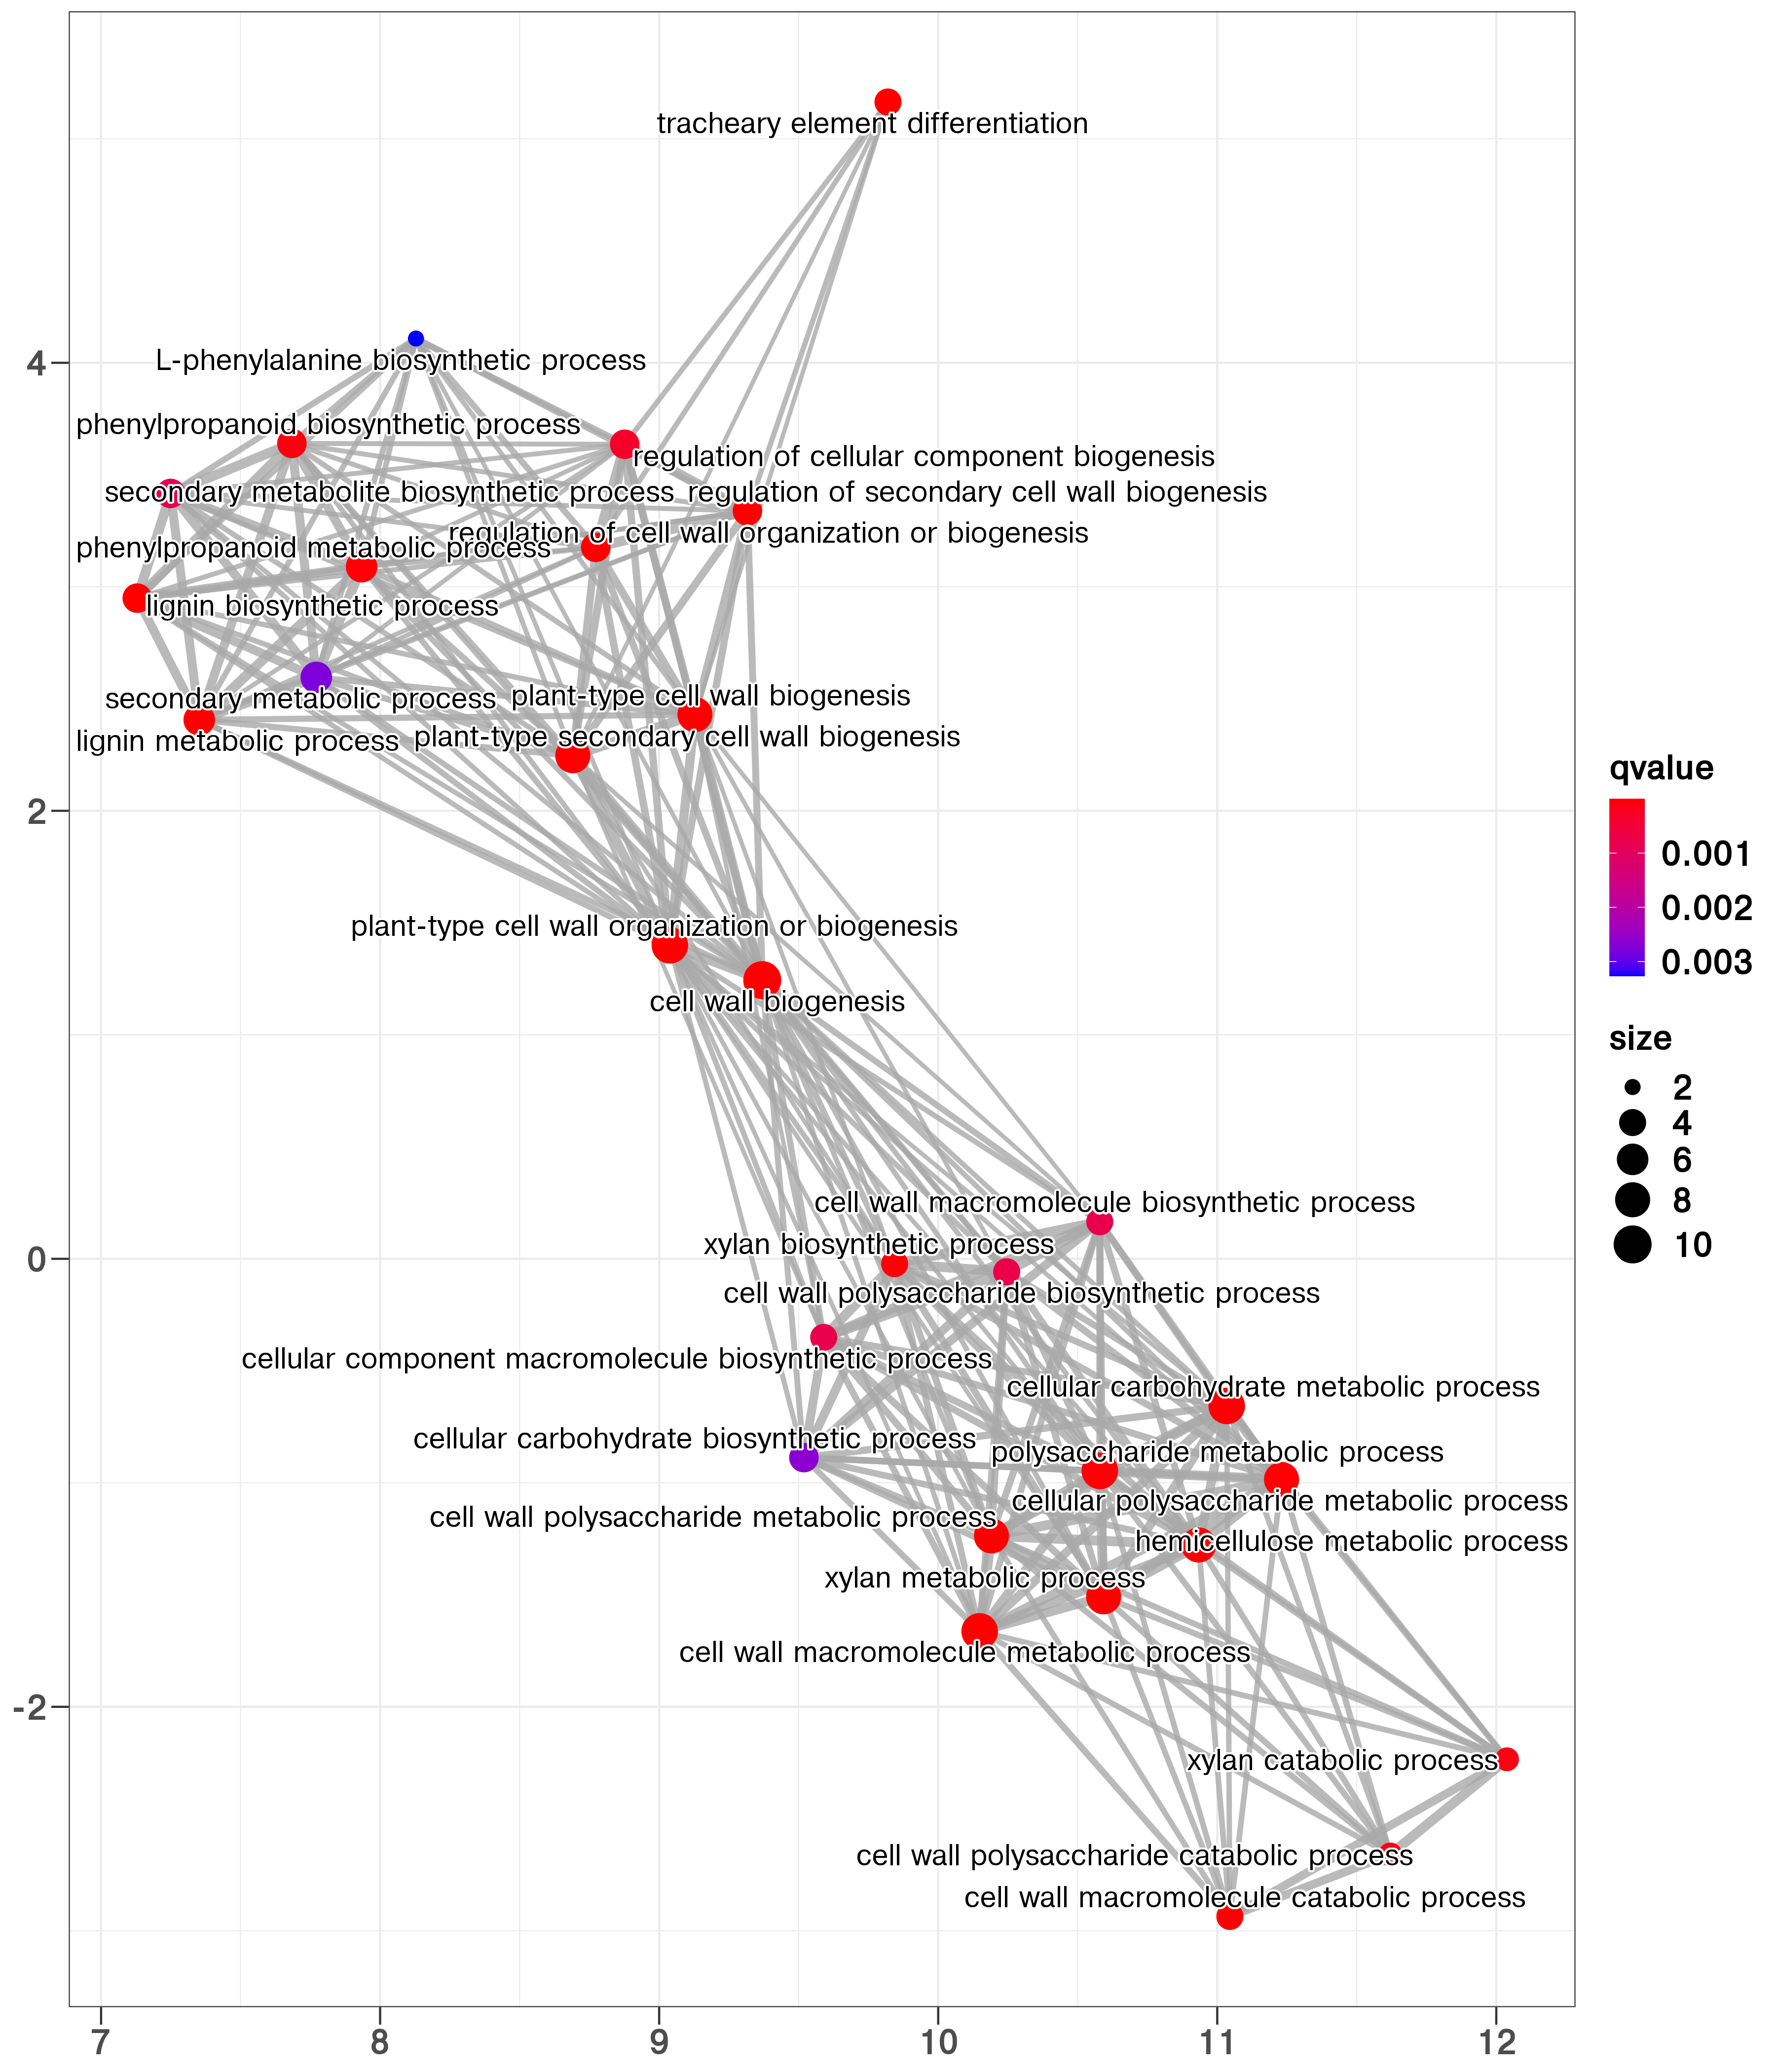 tracheary element differentiation
4
L-phenylalanine biosynthetic process
phenylpropanoid biosynthetic process
regulation of cellular component biogenesis
secondary metabolite biosynthetic process
regulation of secondary cell wall biogenesis
regulation of cell wall organization or biogenesis
phenylpropanoid metabolic process
lignin biosynthetic process
secondary metabolic process
plant-type cell wall biogenesis
lignin metabolic process
plant-type secondary cell wall biogenesis
2
plant-type cell wall organization or biogenesis
cell wall biogenesis
cell wall macromolecule biosynthetic process
xylan biosynthetic process
0
cell wall polysaccharide biosynthetic process
cellular component macromolecule biosynthetic process
cellular carbohydrate metabolic process
cellular carbohydrate biosynthetic process
polysaccharide metabolic process
cellular polysaccharide metabolic process
cell wall polysaccharide metabolic process
hemicellulose metabolic process
xylan metabolic process
cell wall macromolecule metabolic process
-2
xylan catabolic process
cell wall polysaccharide catabolic process
cell wall macromolecule catabolic process
7 8 9 10 11 12
qvalue
0.001
0.002
0.003
size
2
4
6
8
10